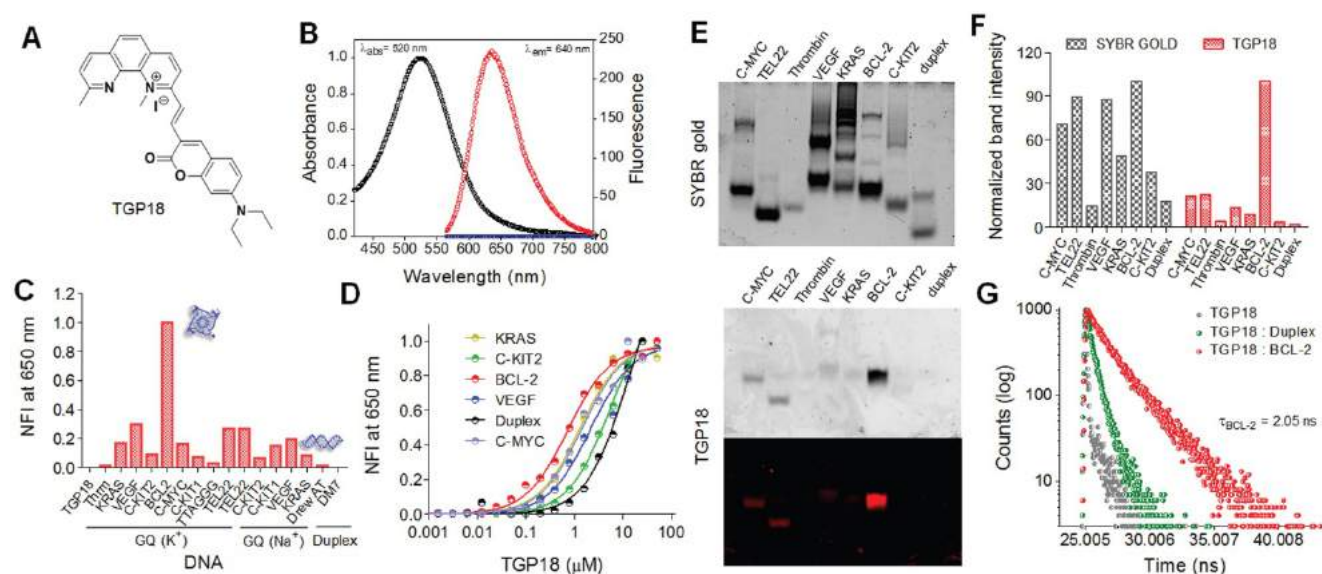 A
N
N
I⊖
O
O
N
TGP18
B
λabs= 520 nm
λem= 640 nm
Absorbance
1.0
0.8
0.6
0.4
0.2
0.0
Fluorescence
250
200
150
100
50
0
450 500 550 600 650 700 750 800
Wavelength (nm)
C
NFI at 650 nm
1.2
1.0
0.8
0.6
0.4
0.2
0.0
TGP18
Thrm
KRAS
VEGF
C-KIT2
BCL-2
C-MYC
C-KIT1
TTAGGG
TEL22
TEL22
C-KIT2
C-KIT1
VEGF
KRAS
Drew AT
DM7
GQ (K+) GQ (Na+) Duplex
DNA
D
NFI at 650 nm
1.0
0.8
0.6
0.4
0.2
0.0
KRAS
C-KIT2
BCL-2
VEGF
Duplex
C-MYC
0.001 0.01 0.1 1 10 100
TGP18 (μM)
E
C-MYC
TEL22
Thrombin
VEGF
KRAS
BCL-2
C-KIT2
duplex
SYBR gold
C-MYC
TEL22
Thrombin
VEGF
KRAS
BCL-2
C-KIT2
duplex
TGP18
F
SYBR GOLD TGP18
Normalized band intensity
125
100
75
50
25
0
C-MYC
TEL22
Thrombin
VEGF
KRAS
BCL-2
C-KIT2
Duplex
C-MYC
TEL22
Thrombin
VEGF
KRAS
BCL-2
C-KIT2
Duplex
G
Counts (log)
1000
100
10
TGP18
TGP18 : Duplex
TGP18 : BCL-2
τBCL-2 = 2.05 ns
25.005 30.006 35.007 40.008
Time (ns)